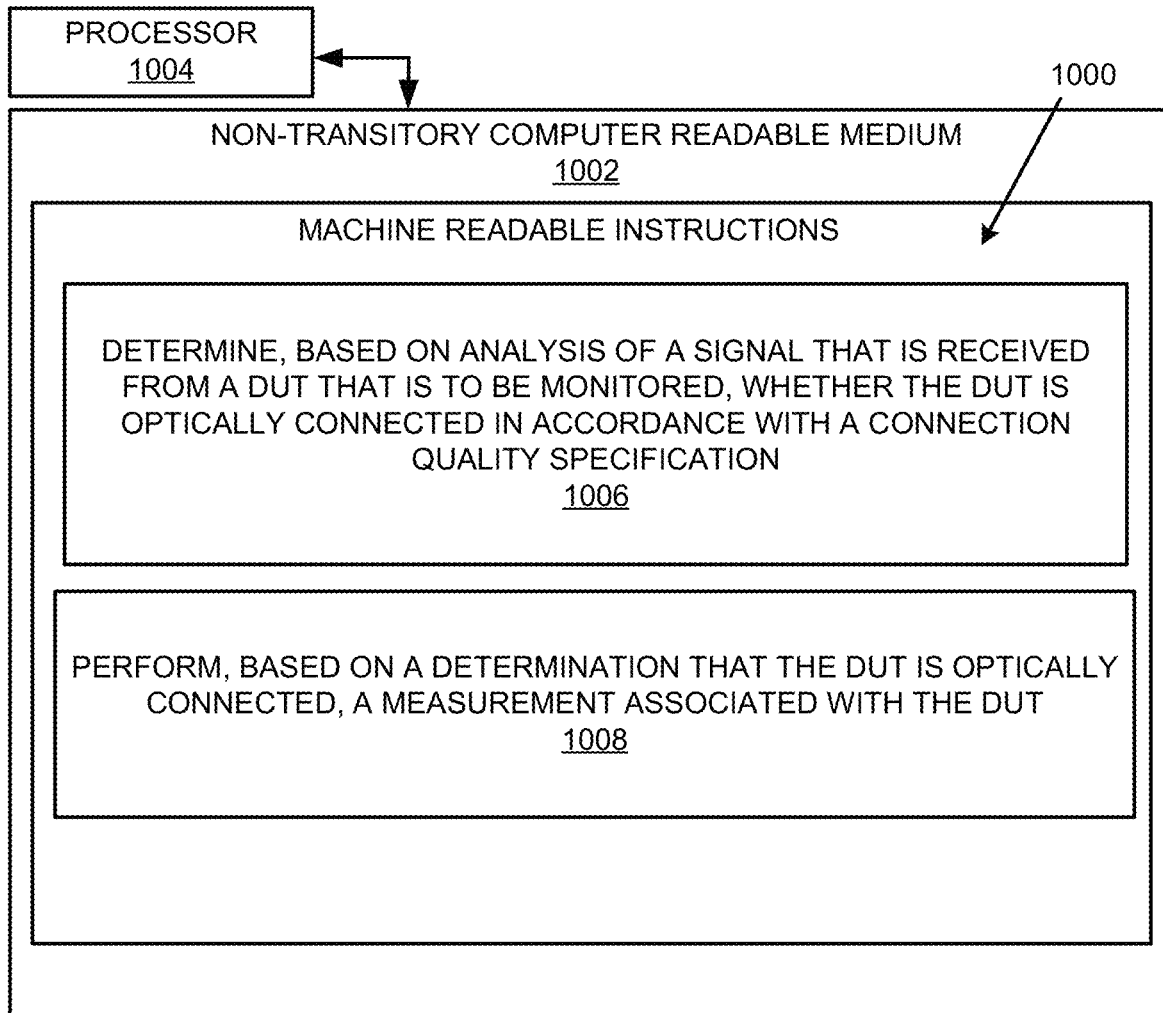 PROCESSOR
1004
1000
NON-TRANSITORY COMPUTER READABLE MEDIUM
1002
MACHINE READABLE INSTRUCTIONS
DETERMINE, BASED ON ANALYSIS OF A SIGNAL THAT IS RECEIVED
FROM A DUT THAT IS TO BE MONITORED, WHETHER THE DUT IS
OPTICALLY CONNECTED IN ACCORDANCE WITH A CONNECTION
QUALITY SPECIFICATION
1006
PERFORM, BASED ON A DETERMINATION THAT THE DUT IS OPTICALLY
CONNECTED, A MEASUREMENT ASSOCIATED WITH THE DUT
1008